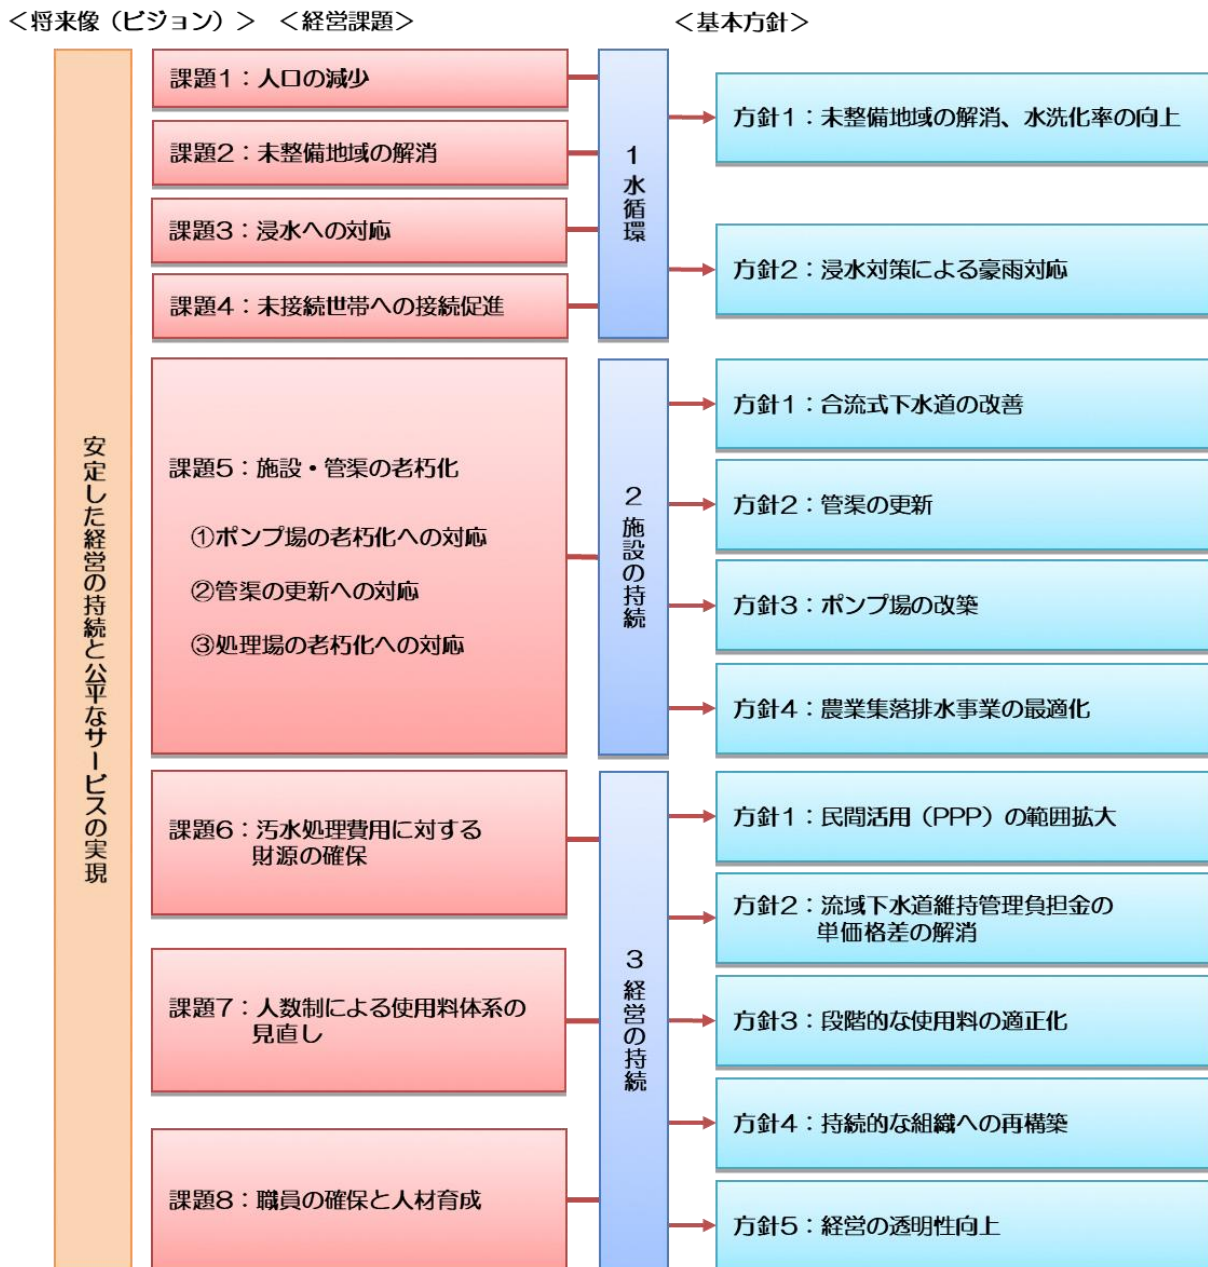 ＜将来像（ビジョン）＞ ＜経営課題＞ ＜基本方針＞
安定した経営の持続と公平なサービスの実現
課題1：人口の減少
課題2：未整備地域の解消
課題3：浸水への対応
課題4：未接続世帯への接続促進
1 水循環
方針1：未整備地域の解消、水洗化率の向上
方針2：浸水対策による豪雨対応
課題5：施設・管渠の老朽化
①ポンプ場の老朽化への対応
②管渠の更新への対応
③処理場の老朽化への対応
2 施設の持続
方針1：合流式下水道の改善
方針2：管渠の更新
方針3：ポンプ場の改築
方針4：農業集落排水事業の最適化
課題6：汚水処理費用に対する
財源の確保
課題7：人数制による使用料体系の
見直し
課題8：職員の確保と人材育成
3 経営の持続
方針1：民間活用（PPP）の範囲拡大
方針2：流域下水道維持管理負担金の
単価格差の解消
方針3：段階的な使用料の適正化
方針4：持続的な組織への再構築
方針5：経営の透明性向上